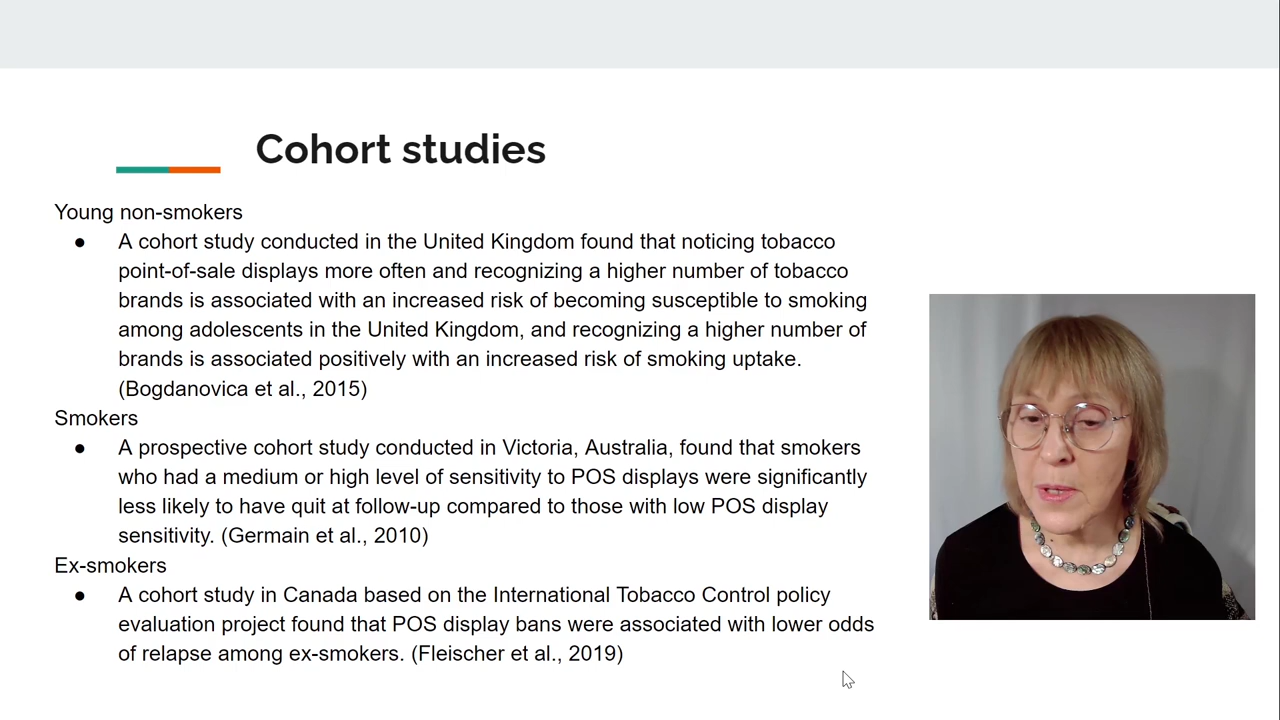 Cohort studies
Young non-smokers
● A cohort study conducted in the United Kingdom found that noticing tobacco
point-of-sale displays more often and recognizing a higher number of tobacco
brands is associated with an increased risk of becoming susceptible to smoking
among adolescents in the United Kingdom, and recognizing a higher number of
brands is associated positively with an increased risk of smoking uptake.
(Bogdanovica et al., 2015)
Smokers
● A prospective cohort study conducted in Victoria, Australia, found that smokers
who had a medium or high level of sensitivity to POS displays were significantly
less likely to have quit at follow-up compared to those with low POS display
sensitivity. (Germain et al., 2010)
Ex-smokers
● A cohort study in Canada based on the International Tobacco Control policy
evaluation project found that POS display bans were associated with lower odds
of relapse among ex-smokers. (Fleischer et al., 2019)